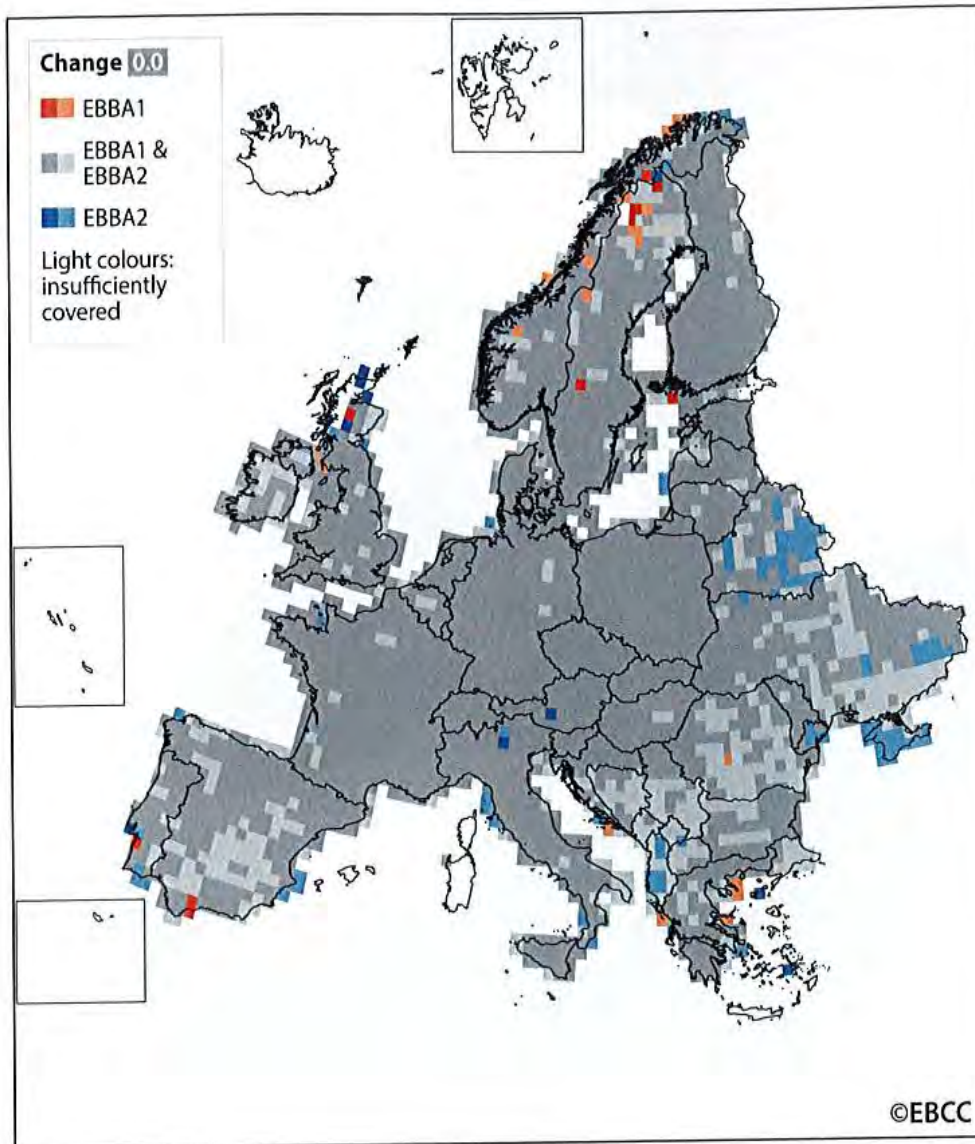 Change 0.0
EBBA1
EBBA1 &
EBBA2
EBBA2
Light colours:
insufficiently
covered
©EBCC